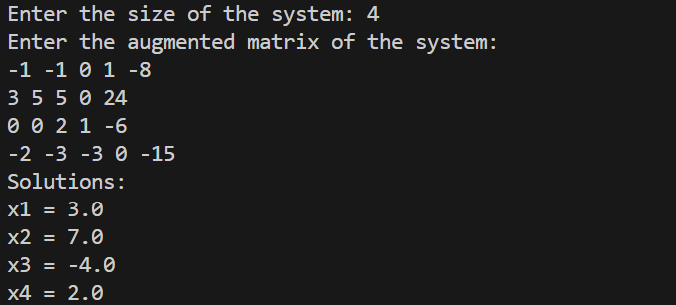 Enter the size of the system: 4
Enter the augmented matrix of the system:
-1 -1 0 1 -8
3 5 5 0 24
0 0 2 1 -6
-2 -3 -3 0 -15
Solutions:
x1 = 3.0
x2 = 7.0
x3 = -4.0
x4 = 2.0